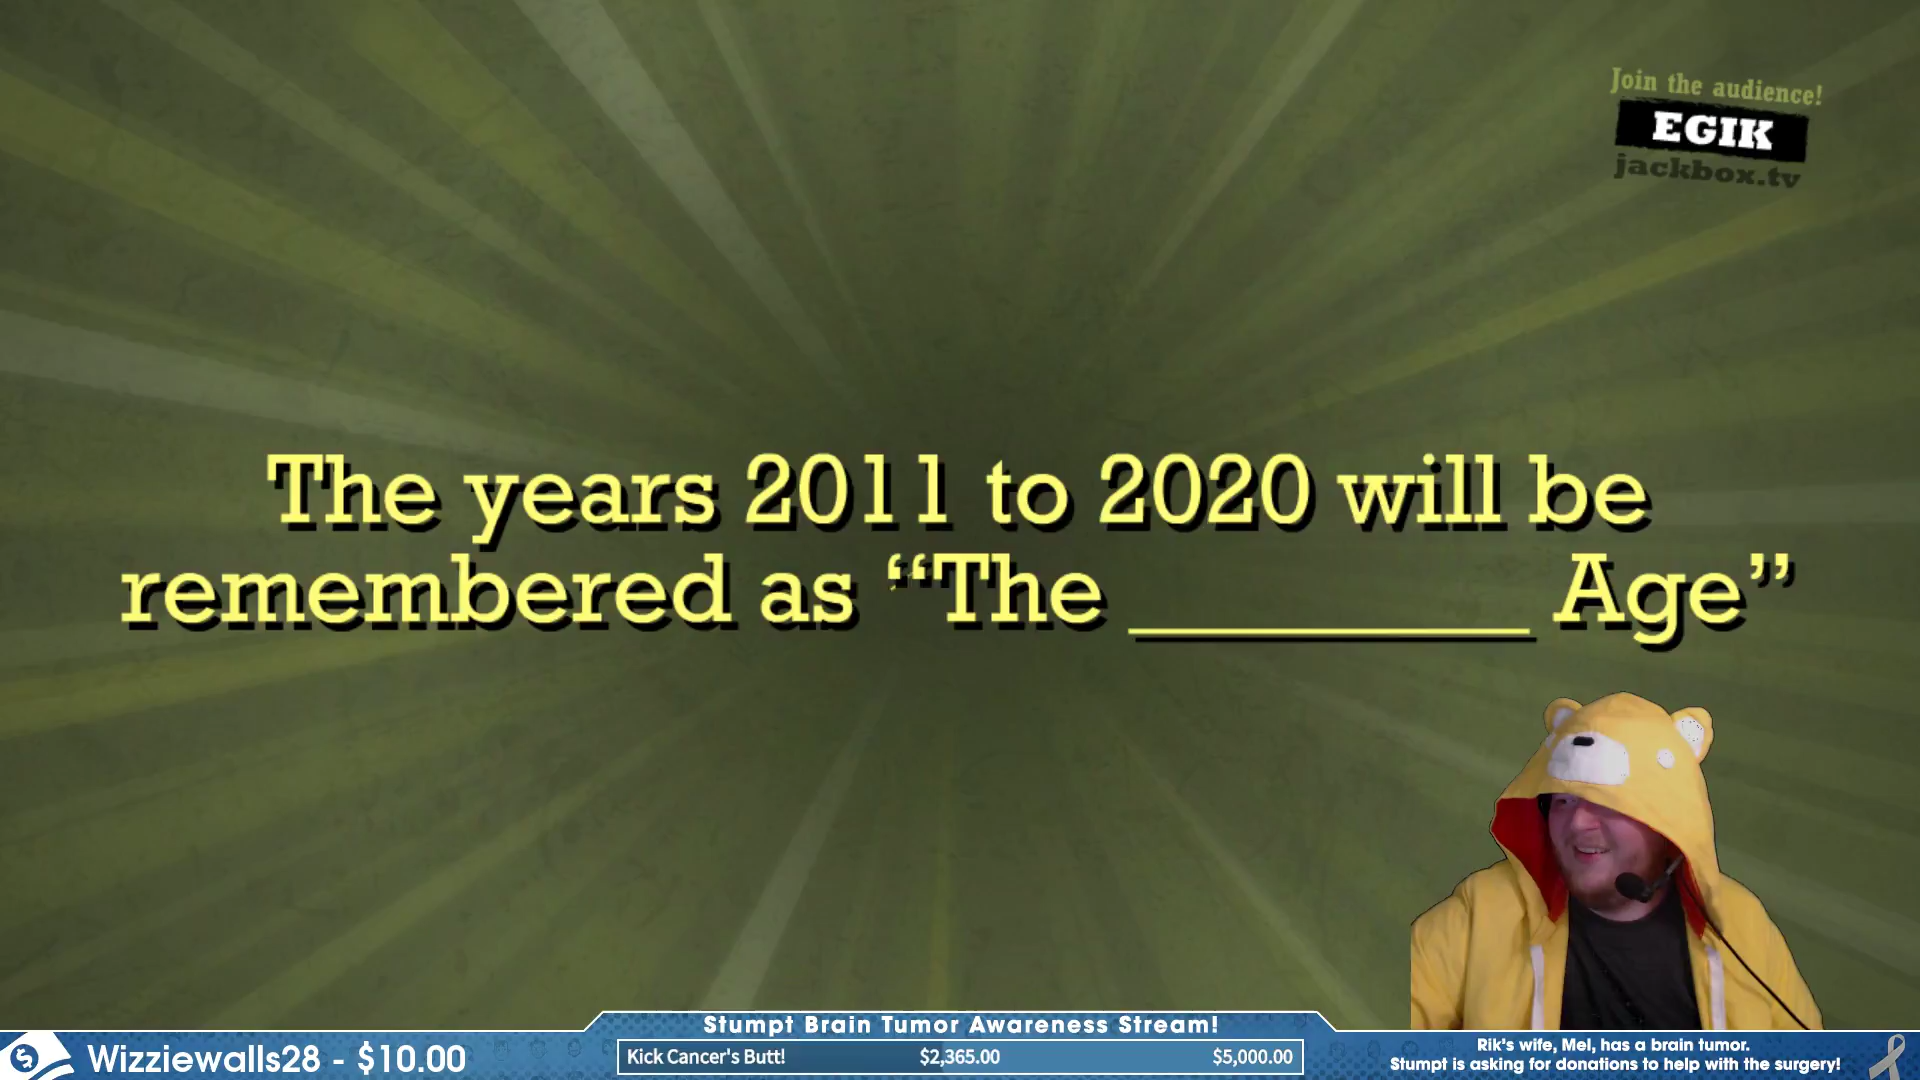 Join the audience!
EGIK
jackbox.tv
The years 2011 to 2020 will be
remembered as “The ________ Age”
Stumpt Brain Tumor Awareness Stream!
Wizziewalls28 - $10.00
Kick Cancer's Butt! $2,365.00 $5,000.00
Rik's wife, Mel, has a brain tumor.
Stumpt is asking for donations to help with the surgery!